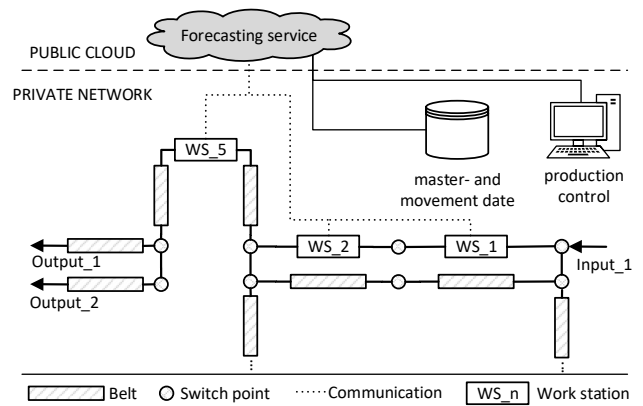 Forecasting service
PUBLIC CLOUD
PRIVATE NETWORK
WS_5
master- and
movement date
production
control
WS_2
WS_1
Output_1
Input_1
Output_2
Belt
Switch point
Communication
WS_n
Work station